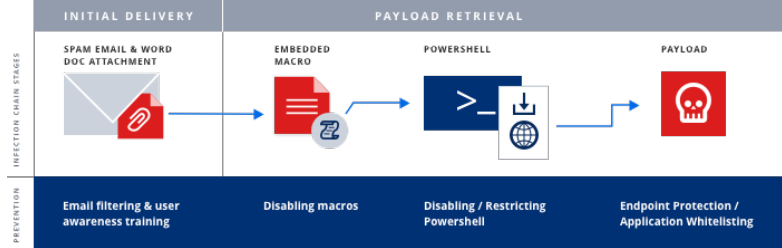 INITIAL DELIVERY
PAYLOAD RETRIEVAL
INFECTION CHAIN STAGES
SPAM EMAIL & WORD
DOC ATTACHMENT
EMBEDDED
MACRO
POWERSHELL
PAYLOAD
>_
PREVENTION
Email filtering & user
awareness training
Disabling macros
Disabling / Restricting
Powershell
Endpoint Protection /
Application Whitelisting